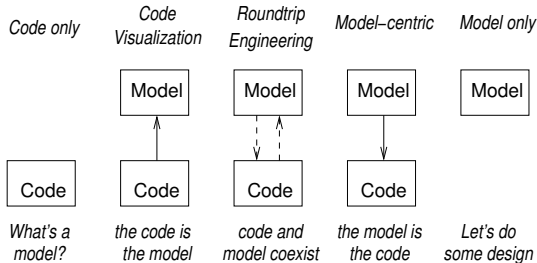 Code only
Code
Visualization
Roundtrip
Engineering
Model-centric
Model only
Model
Model
Model
Model
Code
Code
Code
Code
What's a
model?
the code is
the model
code and
model coexist
the model is
the code
Let's do
some design